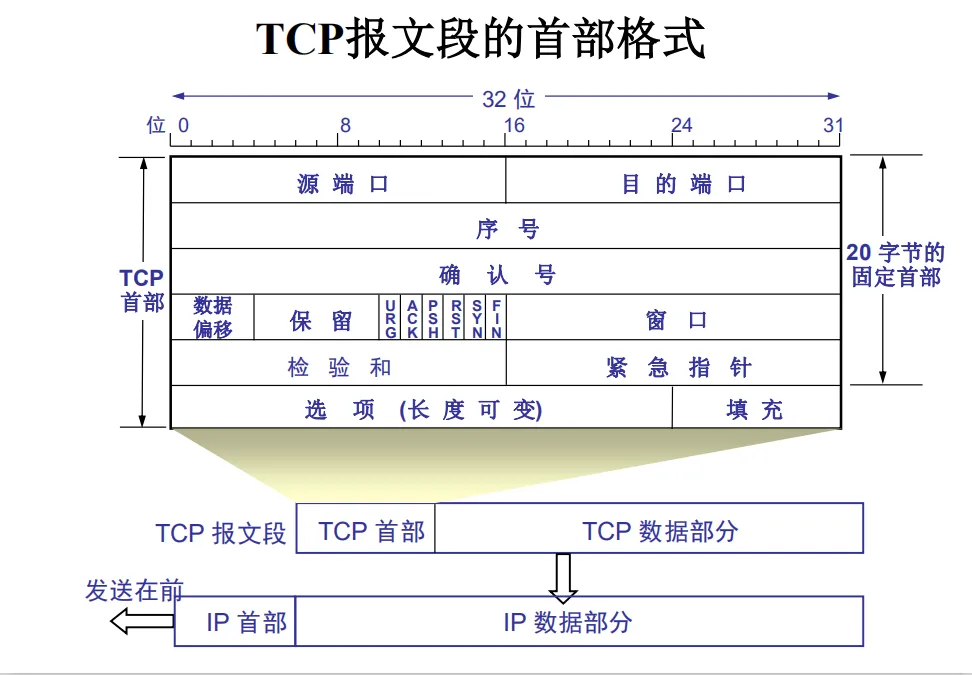 TCP报文段的首部格式
32 位
位 0 8 16 24 31
源 端 口 目 的 端 口
序 号
确 认 号
TCP
首部
20 字节的
固定首部
数据
偏移
保 留
URG
ACK
PSH
RST
SYN
FIN
窗 口
检 验 和 紧 急 指 针
选 项 (长 度 可 变) 填 充
TCP 报文段 TCP 首部 TCP 数据部分
发送在前
IP 首部 IP 数据部分